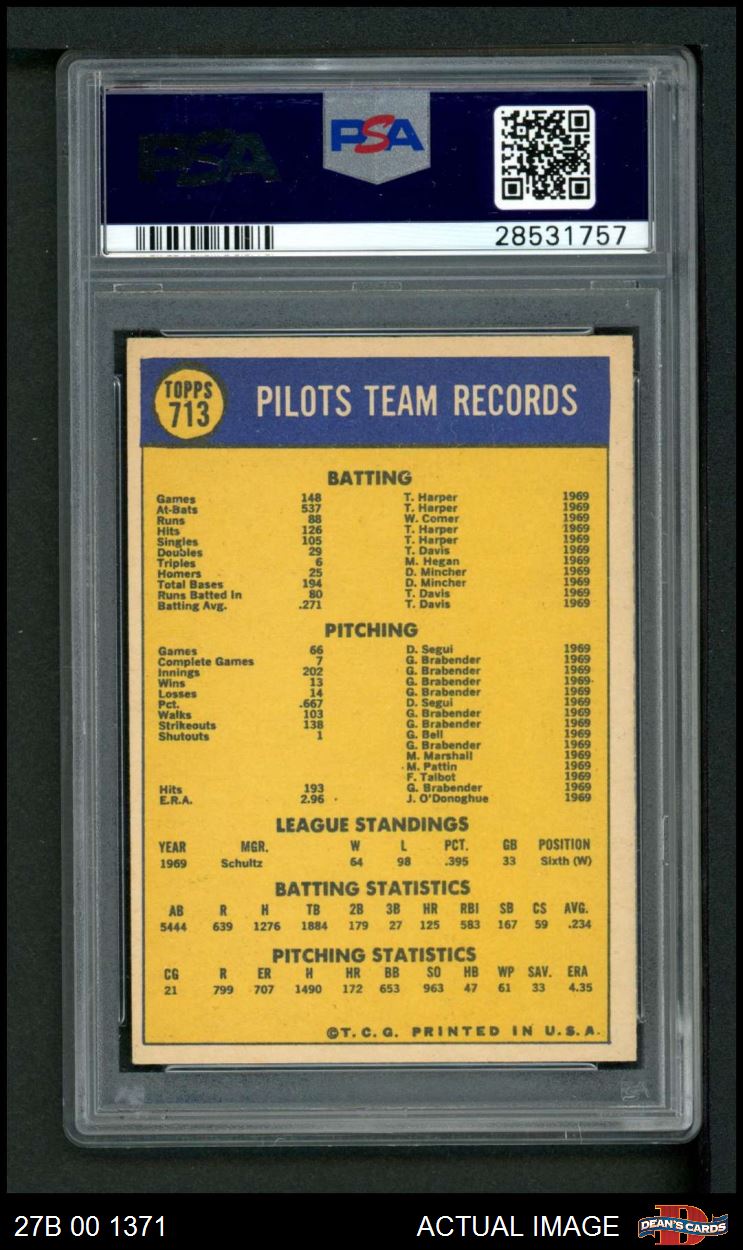 PSA PSA
28531757
TOPPS
713 PILOTS TEAM RECORDS
BATTING
Games 148 T. Harper 1969
At-Bats 537 T. Harper 1969
Runs 88 W. Comer 1969
Hits 126 T. Harper 1969
Singles 105 T. Harper 1969
Doubles 29 T. Davis 1969
Triples 6 M. Hegan 1969
Homers 25 D. Mincher 1969
Total Bases 194 D. Mincher 1969
Runs Batted In 80 T. Davis 1969
Batting Avg. .271 T. Davis 1969
PITCHING
Games 66 D. Segui 1969
Complete Games 7 G. Brabender 1969
Innings 202 G. Brabender 1969
Wins 13 G. Brabender 1969
Losses 14 G. Brabender 1969
Pct. .667 D. Segui 1969
Walks 103 G. Brabender 1969
Strikeouts 138 G. Brabender 1969
Shutouts 1 G. Bell 1969
G. Brabender 1969
M. Marshall 1969
M. Pattin 1969
F. Talbot 1969
Hits 193 G. Brabender 1969
E.R.A. 2.96 J. O'Donoghue 1969
LEAGUE STANDINGS
YEAR MGR. W L PCT. GB POSITION
1969 Schultz 64 98 .395 33 Sixth (W)
BATTING STATISTICS
AB R H TB 2B 3B HR RBI SB CS AVG.
5444 639 1276 1884 179 27 125 583 167 59 .234
PITCHING STATISTICS
CG R ER H HR BB SO HB WP SAV. ERA
21 799 707 1490 172 653 963 47 61 33 4.35
©T.C.G. PRINTED IN U.S.A.
27B 00 1371 ACTUAL IMAGE DEAN'S CARDS